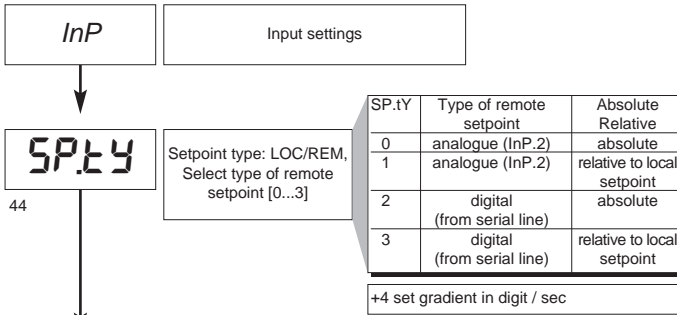 InP
Input settings
SP.tY
44
Setpoint type: LOC/REM,
Select type of remote
setpoint [0...3]
SP.tY Type of remote setpoint Absolute Relative
0 analogue (InP.2) absolute
1 analogue (InP.2) relative to local setpoint
2 digital (from serial line) absolute
3 digital (from serial line) relative to local setpoint
+4 set gradient in digit / sec